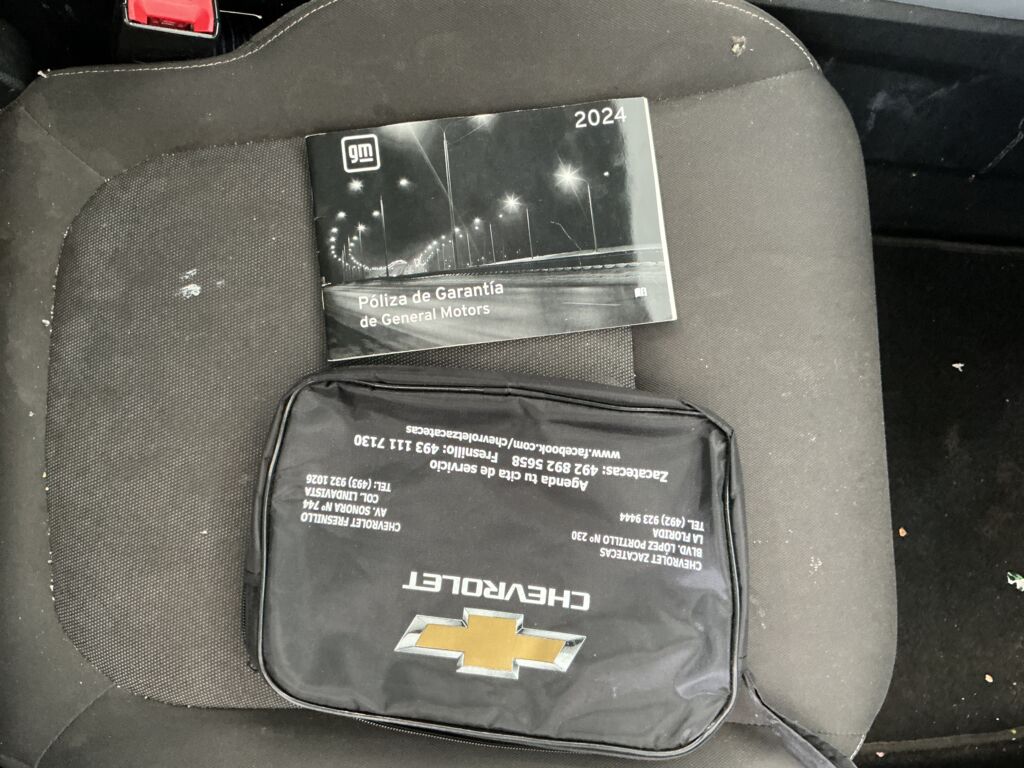 gm
2024
Póliza de Garantía
de General Motors
CHEVROLET
CHEVROLET ZACATECAS
BLVD. LÓPEZ PORTILLO Nº 230
LA FLORIDA
TEL. (492) 923 9444
CHEVROLET FRESNILLO
AV. SONORA Nº 744
COL. LINDAVISTA
TEL: (493) 932 1026
Agenda tu cita de servicio
Zacatecas: 492 892 5658 Fresnillo: 493 111 7130
www.facebook.com/chevroletzacatecas